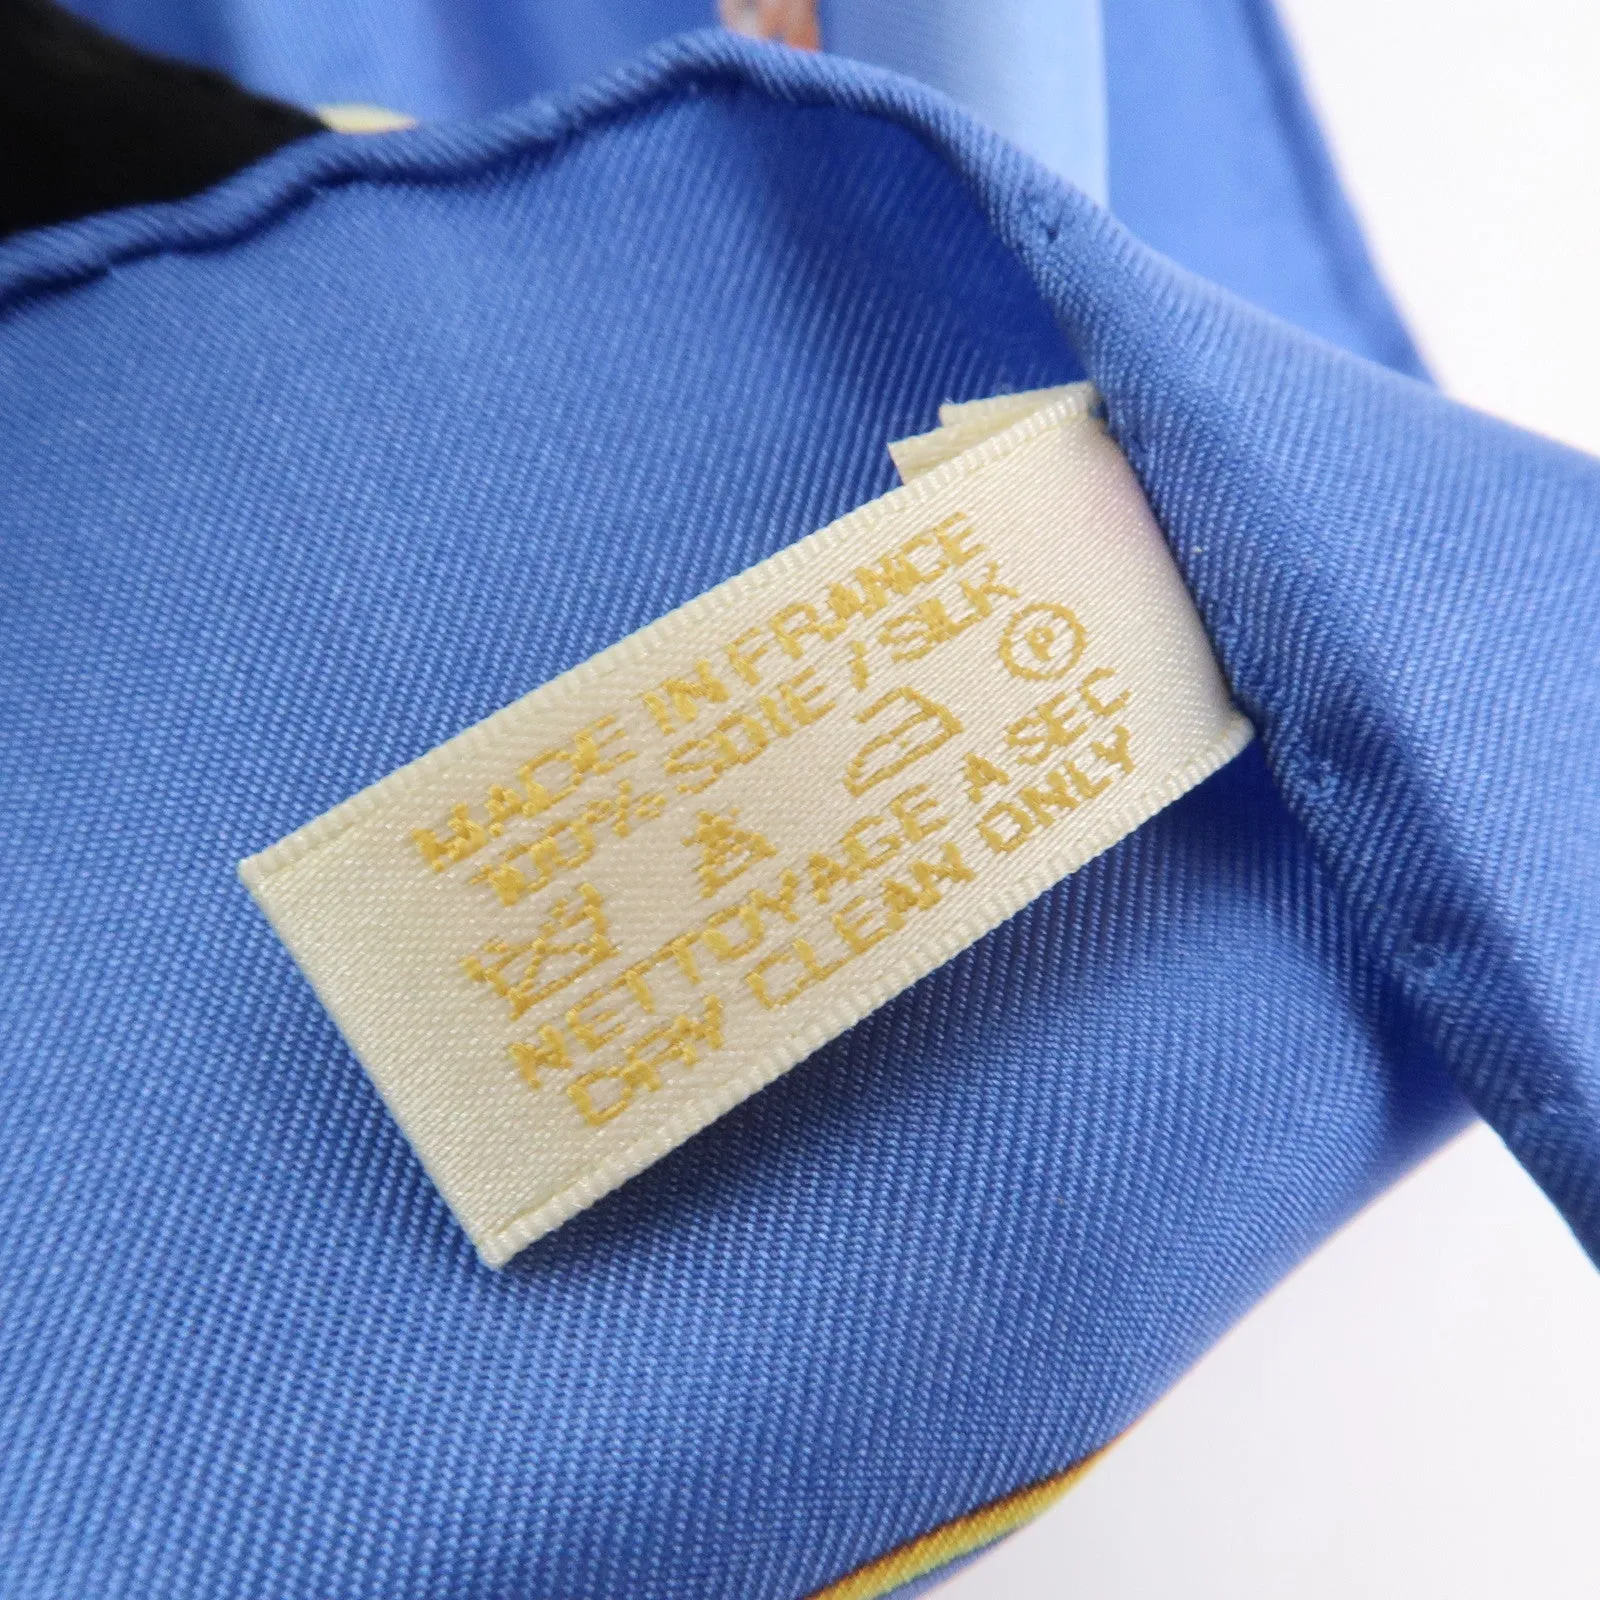 MADE IN FRANCE
100% SOIE / SILK
P
NETTOYAGE A SEC
DRY CLEAN ONLY